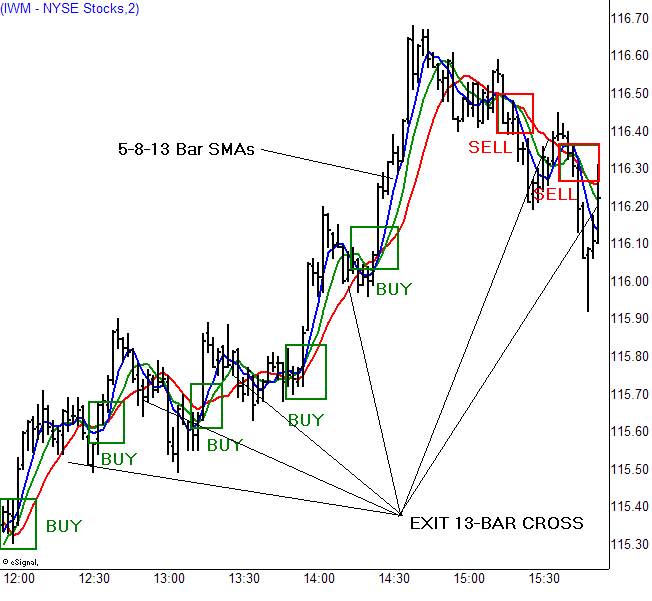 (IWM - NYSE Stocks,2)
116.70
116.60
116.50
116.40
116.30
116.20
116.10
116.00
115.90
115.80
115.70
115.60
115.50
115.40
115.30
5-8-13 Bar SMAs
SELL
SELL
BUY
BUY
BUY
BUY
BUY
EXIT 13-BAR CROSS
© eSignal,
12:00 12:30 13:00 13:30 14:00 14:30 15:00 15:30